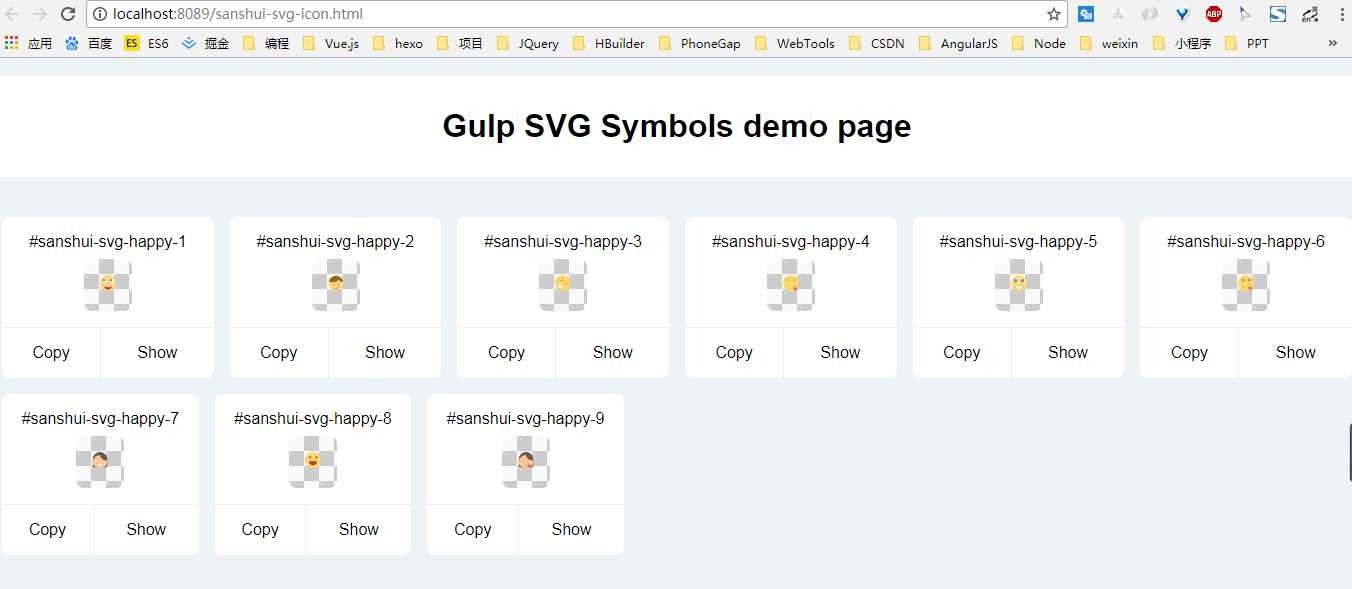 localhost:8089/sanshui-svg-icon.html
ABP
en 英
应用 百度 ES ES6 掘金 编程 Vue.js hexo 项目 JQuery HBuilder PhoneGap WebTools CSDN AngularJS Node weixin 小程序 PPT »
Gulp SVG Symbols demo page
#sanshui-svg-happy-1 #sanshui-svg-happy-2 #sanshui-svg-happy-3 #sanshui-svg-happy-4 #sanshui-svg-happy-5 #sanshui-svg-happy-6
Copy Show Copy Show Copy Show Copy Show Copy Show Copy Show
#sanshui-svg-happy-7 #sanshui-svg-happy-8 #sanshui-svg-happy-9
Copy Show Copy Show Copy Show